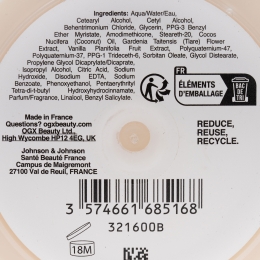 Ingredients: Aqua/Water/Eau,
Cetearyl Alcohol, Cetyl Alcohol,
Behentrimonium Chloride, Glycerin, PPG-3 Benzyl
Ether Myristate, Amodimethicone, Steareth-20, Cocos
Nucifera (Coconut) Oil, Gardenia Taitensis (Tiaré) Flower
Extract, Vanilla Planifolia Fruit Extract, Polyquaternium-47,
Polyquaternium-37, PPG-1 Trideceth-6, Sorbitan Oleate, Glycol Distearate,
Propylene Glycol Dicaprylate/Dicaprate,
Isopropyl Alcohol, Citric Acid, Sodium
Hydroxide, Disodium EDTA, Sodium
Benzoate, Phenoxyethanol, Pentaerythrityl
Tetra-di-t-butyl Hydroxyhydrocinnamate,
Parfum/Fragrance, Linalool, Benzyl Salicylate.
FR
ÉLÉMENTS
D'EMBALLAGE
BAC DE TRI
Made in France
Questions? ogxbeauty.com
OGX Beauty Ltd.,
High Wycombe HP12 4EG, UK
Johnson & Johnson
Santé Beauté France
Campus de Maigremont
27100 Val de Reuil, FRANCE
REDUCE,
REUSE,
RECYCLE.
3 574661 685168
321600B
18M